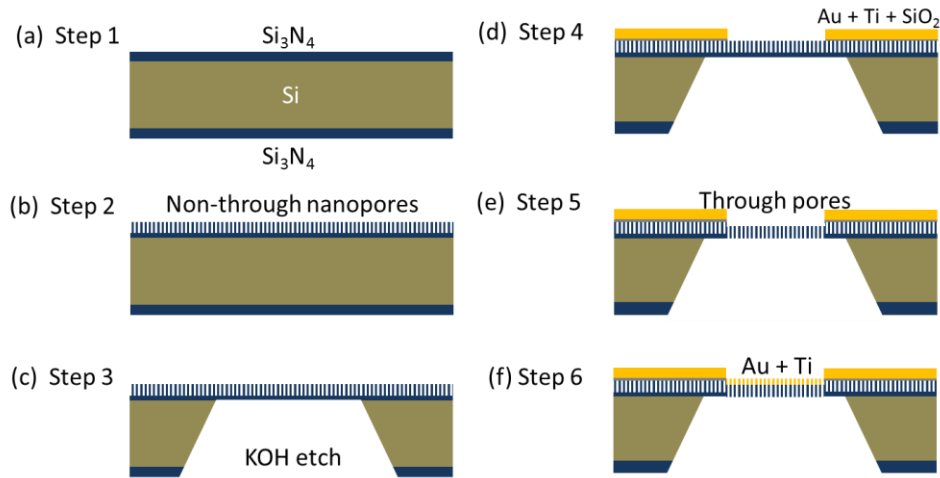 (a) Step 1
Si₃N₄
Si
Si₃N₄
(b) Step 2
Non-through nanopores
(c) Step 3
KOH etch
(d) Step 4
Au + Ti + SiO₂
(e) Step 5
Through pores
(f) Step 6
Au + Ti